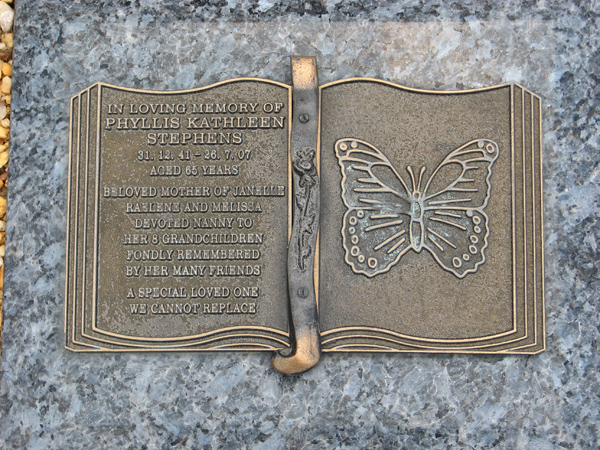 IN LOVING MEMORY OF
PHYLLIS KATHLEEN
STEPHENS
31. 12. 41 - 26. 7. 07
AGED 65 YEARS
BELOVED MOTHER OF JANELLE
RAELENE AND MELISSA
DEVOTED NANNY TO
HER 8 GRANDCHILDREN
FONDLY REMEMBERED
BY HER MANY FRIENDS
A SPECIAL LOVED ONE
WE CANNOT REPLACE